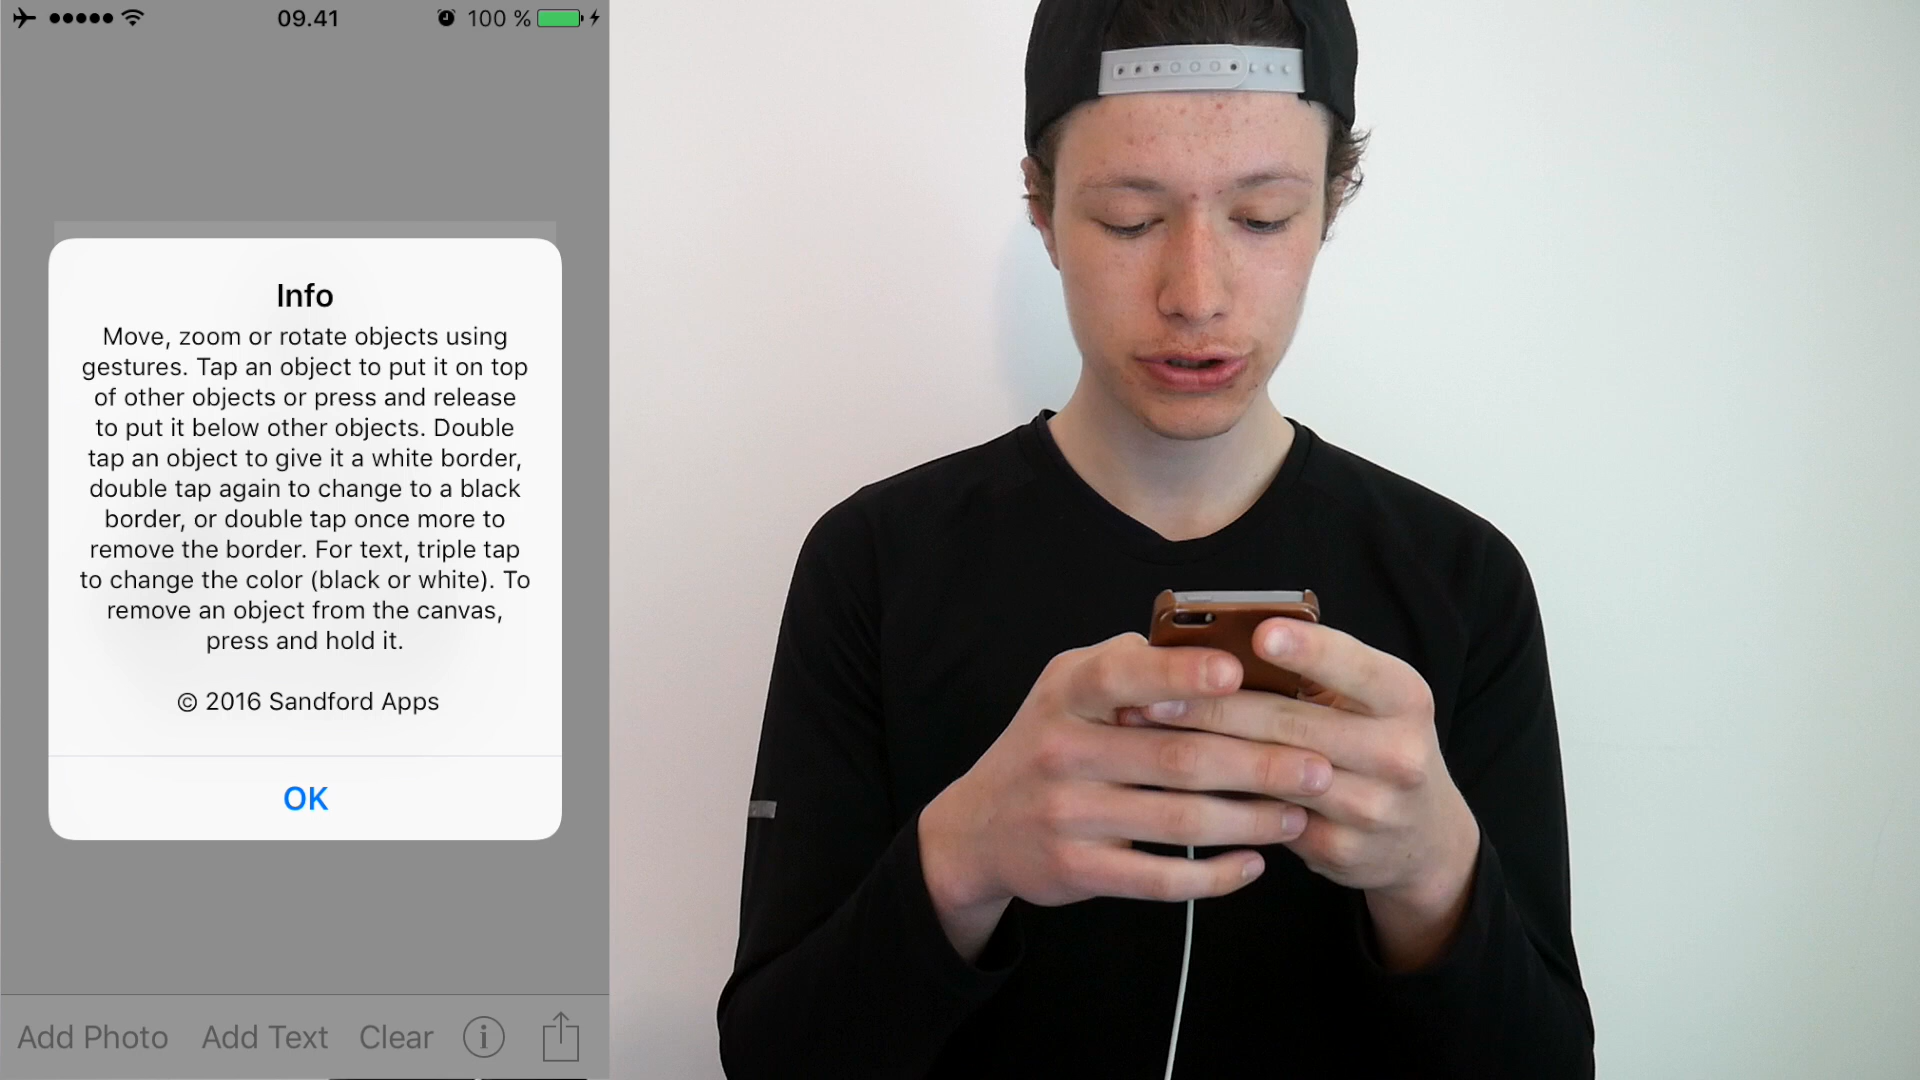 09.41
100 %
Info
Move, zoom or rotate objects using
gestures. Tap an object to put it on top
of other objects or press and release
to put it below other objects. Double
tap an object to give it a white border,
double tap again to change to a black
border, or double tap once more to
remove the border. For text, triple tap
to change the color (black or white). To
remove an object from the canvas,
press and hold it.
© 2016 Sandford Apps
OK
Add Photo Add Text Clear